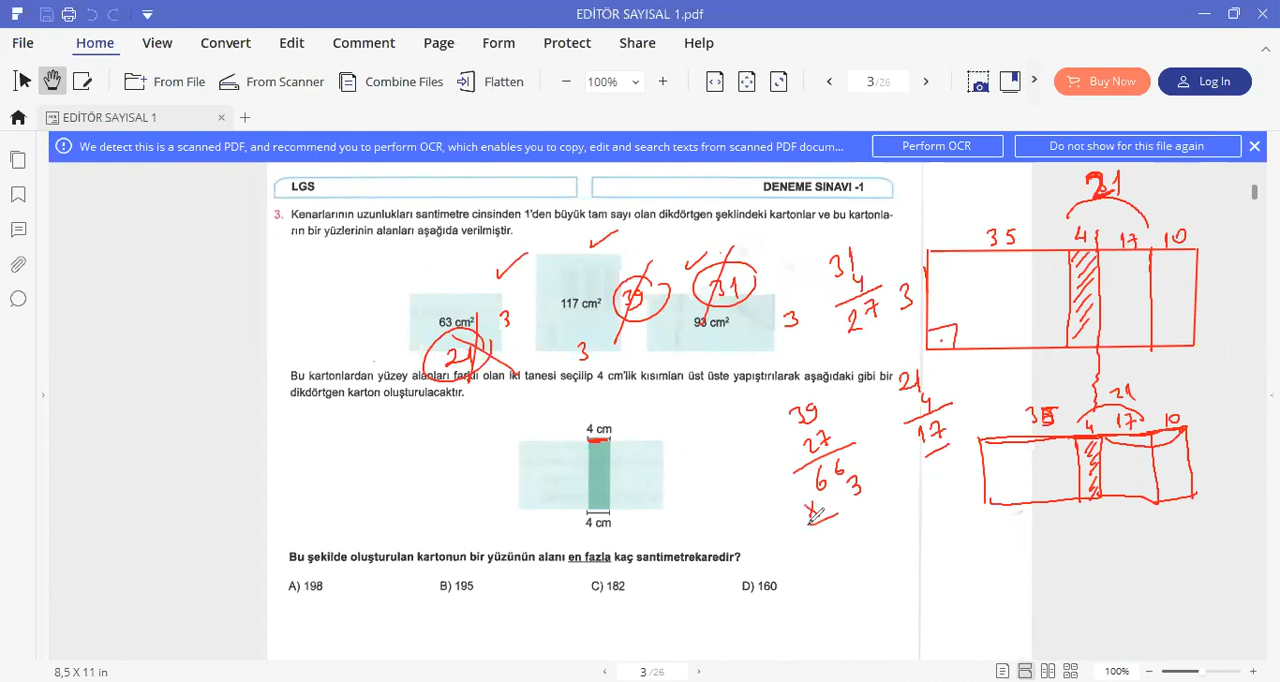 EDİTÖR SAYISAL 1.pdf
File Home View Convert Edit Comment Page Form Protect Share Help
From File From Scanner Combine Files Flatten 100% 3 /26 Buy Now Log In
EDİTÖR SAYISAL 1
We detect this is a scanned PDF, and recommend you to perform OCR, which enables you to copy, edit and search texts from scanned PDF docum... Perform OCR Do not show for this file again
LGS DENEME SINAVI -1
3. Kenarlarının uzunlukları santimetre cinsinden 1'den büyük tam sayı olan dikdörtgen şeklindeki kartonlar ve bu kartonla-
rın bir yüzlerinin alanları aşağıda verilmiştir.
63 cm²
3
21
117 cm²
39
3
93 cm²
31
3
31
4
27
21
35 4 17 10
3
Bu kartonlardan yüzey alanları farklı olan iki tanesi seçilip 4 cm'lik kısımları üst üste yapıştırılarak aşağıdaki gibi bir
dikdörtgen karton oluşturulacaktır.
4 cm
4 cm
39
27
66
3
x
21
4
17
21
35 4 17 10
Bu şekilde oluşturulan kartonun bir yüzünün alanı en fazla kaç santimetrekaredir?
A) 198 B) 195 C) 182 D) 160
8,5 X 11 in 3 /26 100%